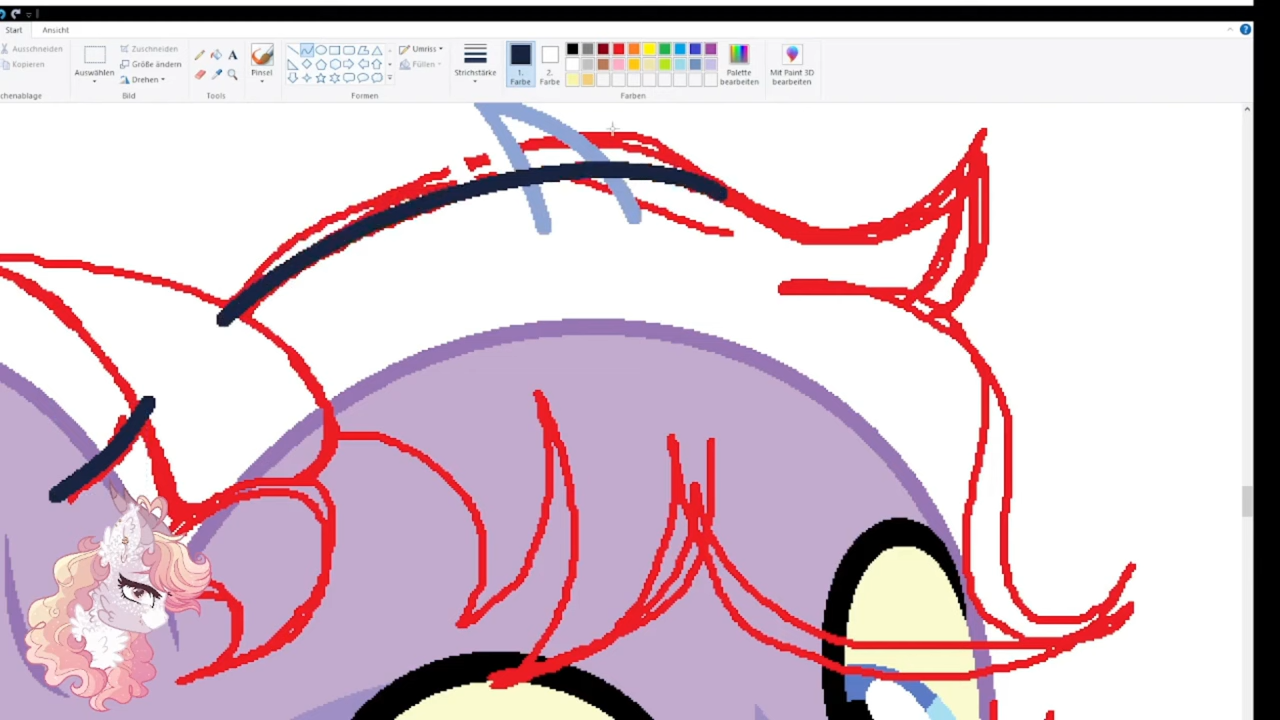 Start Ansicht
Ausschneiden
Kopieren
Auswählen
Zuschneiden
Größe ändern
Drehen
A
Pinsel
Umriss
Füllen
Strichstärke
1.
Farbe
2.
Farbe
Palette
bearbeiten
Mit Paint 3D
bearbeiten
chenablage Bild Tools Formen Farben